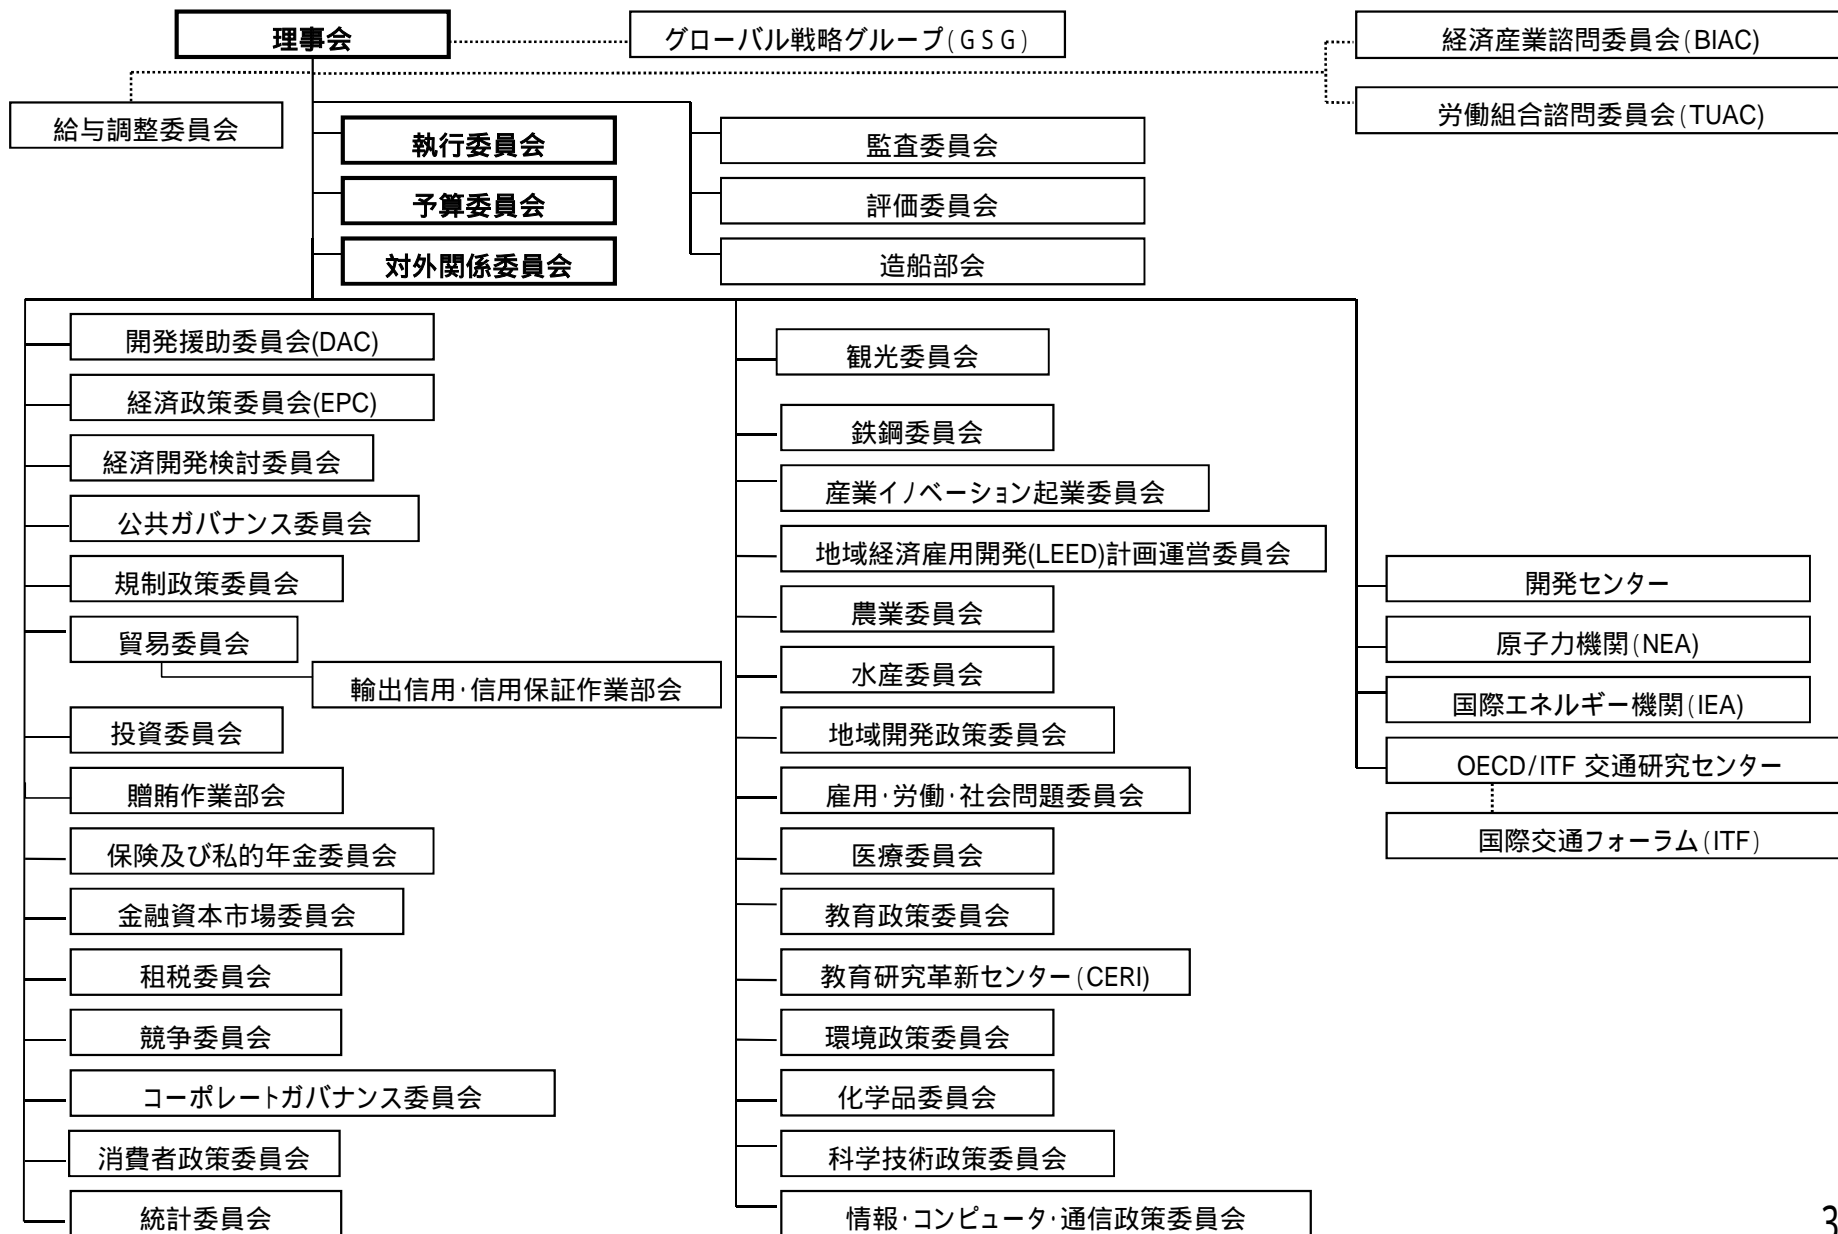 理事会
グローバル戦略グループ(GSG)
経済産業諮問委員会(BIAC)
給与調整委員会
労働組合諮問委員会(TUAC)
執行委員会
監査委員会
予算委員会
評価委員会
対外関係委員会
造船部会
開発援助委員会(DAC)
経済政策委員会(EPC)
経済開発検討委員会
公共ガバナンス委員会
規制政策委員会
貿易委員会
輸出信用・信用保証作業部会
投資委員会
贈賄作業部会
保険及び私的年金委員会
金融資本市場委員会
租税委員会
競争委員会
コーポレートガバナンス委員会
消費者政策委員会
統計委員会
観光委員会
鉄鋼委員会
産業イノベーション起業委員会
地域経済雇用開発(LEED)計画運営委員会
農業委員会
水産委員会
地域開発政策委員会
雇用・労働・社会問題委員会
医療委員会
教育政策委員会
教育研究革新センター(CERI)
環境政策委員会
化学品委員会
科学技術政策委員会
情報・コンピュータ・通信政策委員会
開発センター
原子力機関(NEA)
国際エネルギー機関(IEA)
OECD/ITF 交通研究センター
国際交通フォーラム(ITF)
3